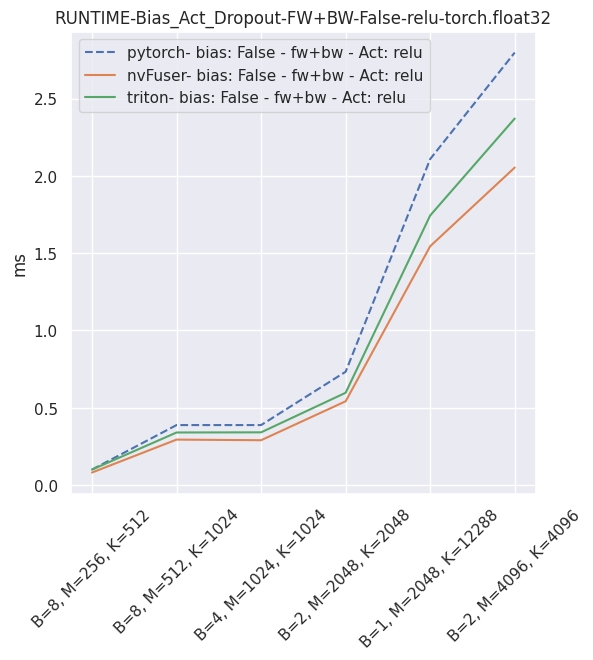 RUNTIME-Bias_Act_Dropout-FW+BW-False-relu-torch.float32
pytorch- bias: False - fw+bw - Act: relu
nvFuser- bias: False - fw+bw - Act: relu
triton- bias: False - fw+bw - Act: relu
2.5
2.0
1.5
1.0
0.5
0.0
ms
B=8, M=256, K=512
B=8, M=512, K=1024
B=4, M=1024, K=1024
B=2, M=2048, K=2048
B=1, M=2048, K=12288
B=2, M=4096, K=4096